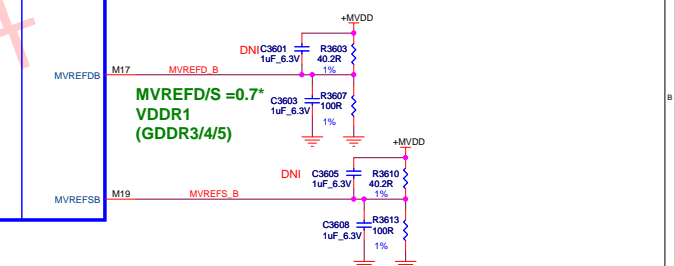 +MVDD
DNI
C3601
1uF_6.3V
R3603
40.2R
1%
MVREFDB
M17
MVREFD_B
MVREFD/S =0.7*
VDDR1
(GDDR3/4/5)
C3603
1uF_6.3V
R3607
100R
1%
B
+MVDD
DNI
C3605
1uF_6.3V
R3610
40.2R
1%
MVREFSB
M19
MVREFS_B
C3608
1uF_6.3V
R3613
100R
1%